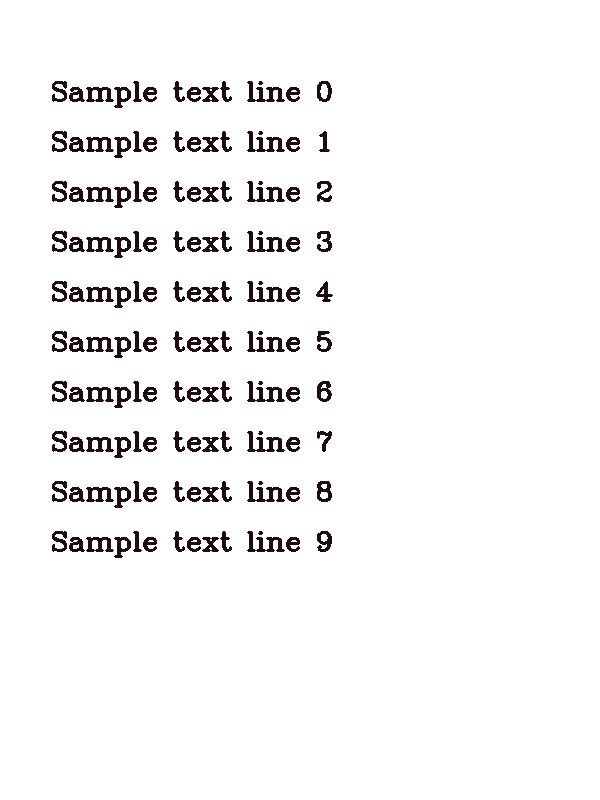 Sample text line 0
Sample text line 1
Sample text line 2
Sample text line 3
Sample text line 4
Sample text line 5
Sample text line 6
Sample text line 7
Sample text line 8
Sample text line 9